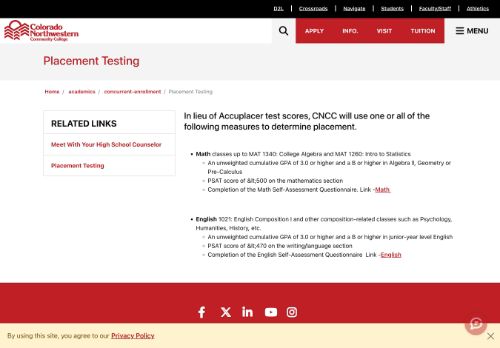 D2L | Crossroads | Navigate | Students | Faculty/Staff | Athletics
Colorado
Northwestern
Community College
APPLY INFO. VISIT TUITION MENU
Placement Testing
Home / academics / concurrent-enrollment / Placement Testing
RELATED LINKS
Meet With Your High School Counselor
Placement Testing
In lieu of Accuplacer test scores, CNCC will use one or all of the
following measures to determine placement.
Math classes up to MAT 1340: College Algebra and MAT 1260: Intro to Statistics
An unweighted cumulative GPA of 3.0 or higher and a B or higher in Algebra II, Geometry or
Pre-Calculus
PSAT score of &lt;500 on the mathematics section
Completion of the Math Self-Assessment Questionnaire. Link -Math
English 1021: English Composition I and other composition-related classes such as Psychology,
Humanities, History, etc.
An unweighted cumulative GPA of 3.0 or higher and a B or higher in junior-year level English
PSAT score of &lt;470 on the writing/language section
Completion of the English Self-Assessment Questionnaire Link -English
By using this site, you agree to our Privacy Policy